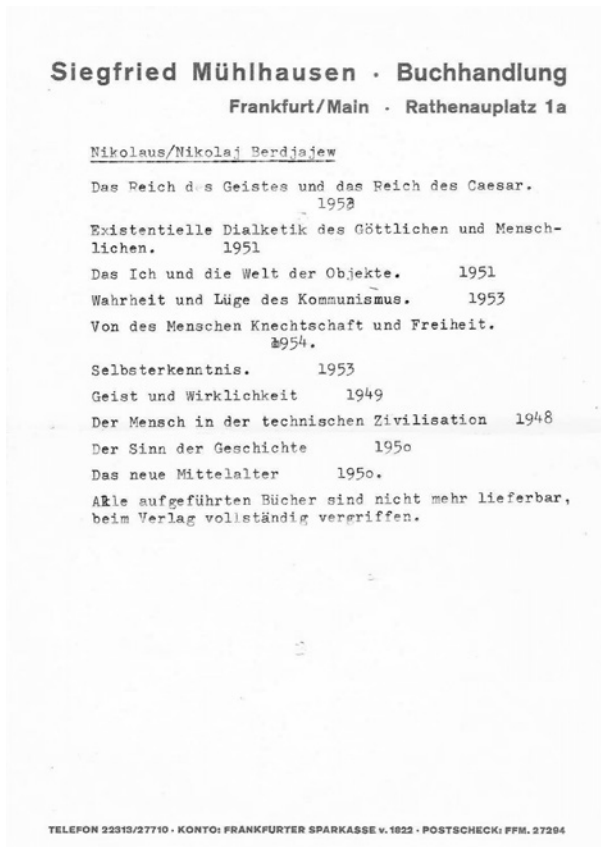 Siegfried Mühlhausen · Buchhandlung
Frankfurt/Main · Rathenauplatz 1a
Nikolaus/Nikolaj Berdjajew
Das Reich des Geistes und das Reich des Caesar.
1953
Existentielle Dialketik des Göttlichen und Mensch-
lichen. 1951
Das Ich und die Welt der Objekte. 1951
Wahrheit und Lüge des Kommunismus. 1953
Von des Menschen Knechtschaft und Freiheit.
1954.
Selbsterkenntnis. 1953
Geist und Wirklichkeit 1949
Der Mensch in der technischen Zivilisation 1948
Der Sinn der Geschichte 1950
Das neue Mittelalter 1950.
Alle aufgeführten Bücher sind nicht mehr lieferbar,
beim Verlag vollständig vergriffen.
TELEFON 22313/27710 · KONTO: FRANKFURTER SPARKASSE v. 1822 · POSTSCHECK: FFM. 27294